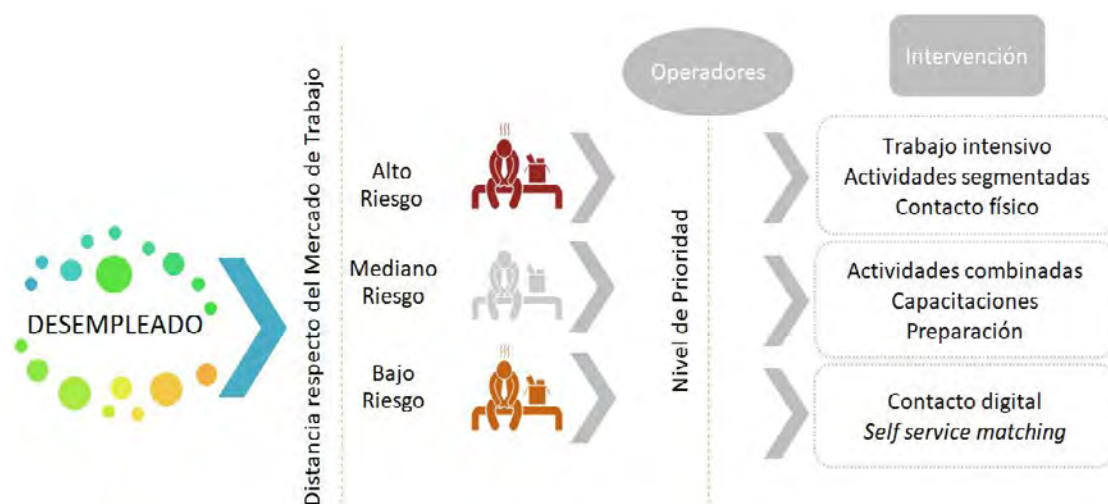 DESEMPLEADO
Distancia respecto del Mercado de Trabajo
Alto
Riesgo
Mediano
Riesgo
Bajo
Riesgo
Operadores
Nivel de Prioridad
Intervención
Trabajo intensivo
Actividades segmentadas
Contacto físico
Actividades combinadas
Capacitaciones
Preparación
Contacto digital
Self service matching